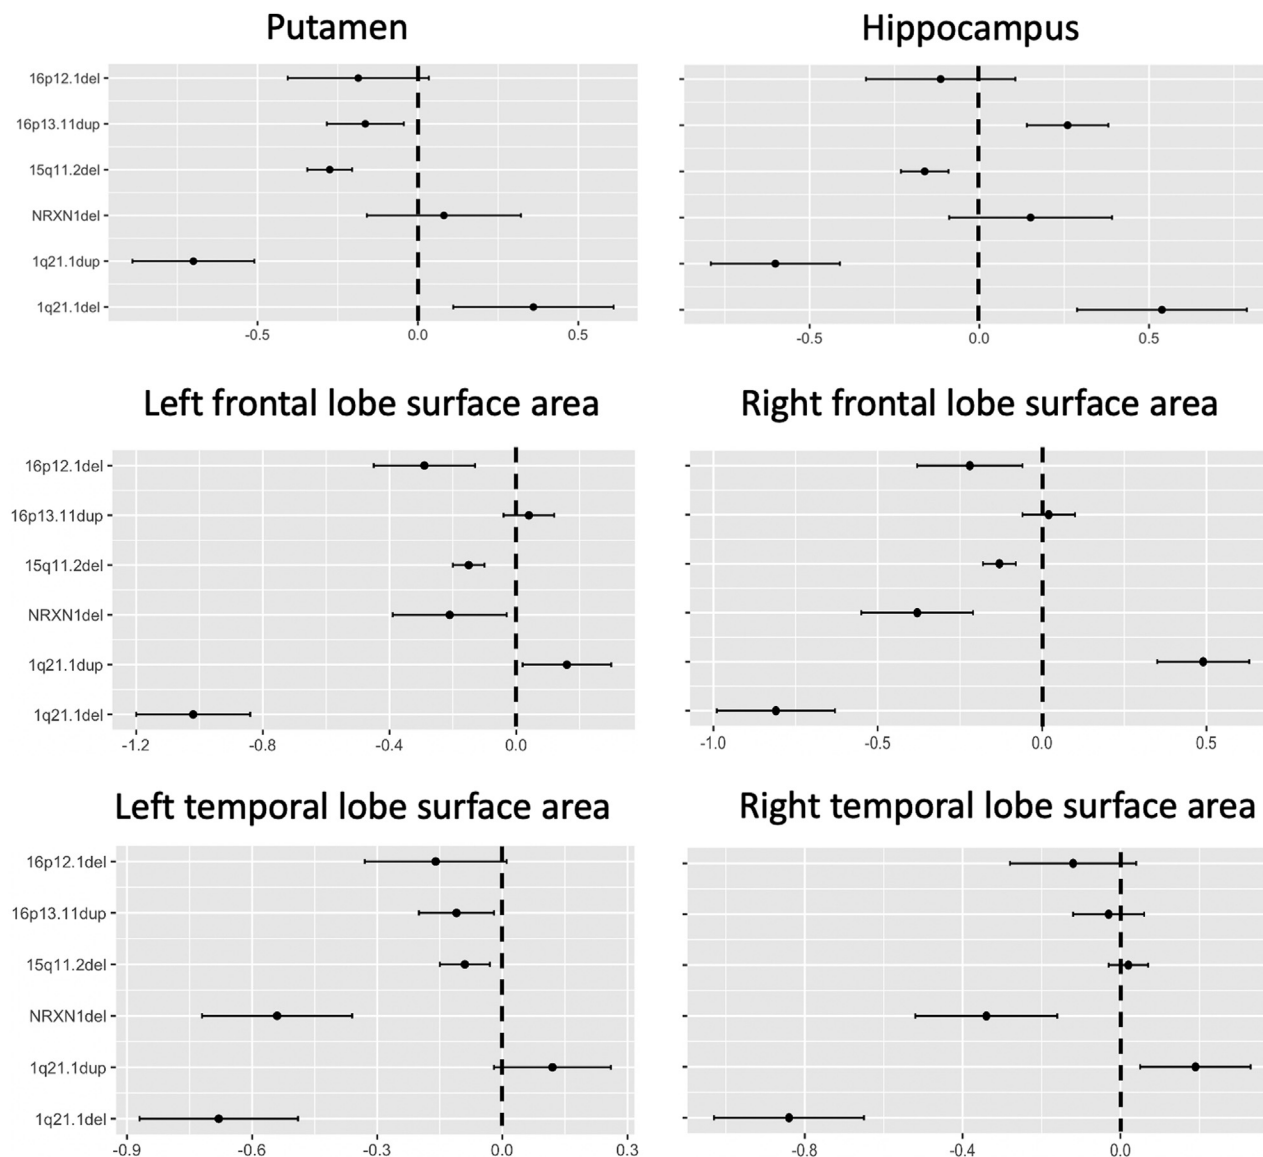 Putamen
Hippocampus
16p12.1del
16p13.11dup
15q11.2del
NRXN1del
1q21.1dup
1q21.1del
-0.5 0.0 0.5
-0.5 0.0 0.5
Left frontal lobe surface area
Right frontal lobe surface area
16p12.1del
16p13.11dup
15q11.2del
NRXN1del
1q21.1dup
1q21.1del
-1.2 -0.8 -0.4 0.0
-1.0 -0.5 0.0 0.5
Left temporal lobe surface area
Right temporal lobe surface area
16p12.1del
16p13.11dup
15q11.2del
NRXN1del
1q21.1dup
1q21.1del
-0.9 -0.6 -0.3 0.0 0.3
-0.8 -0.4 0.0